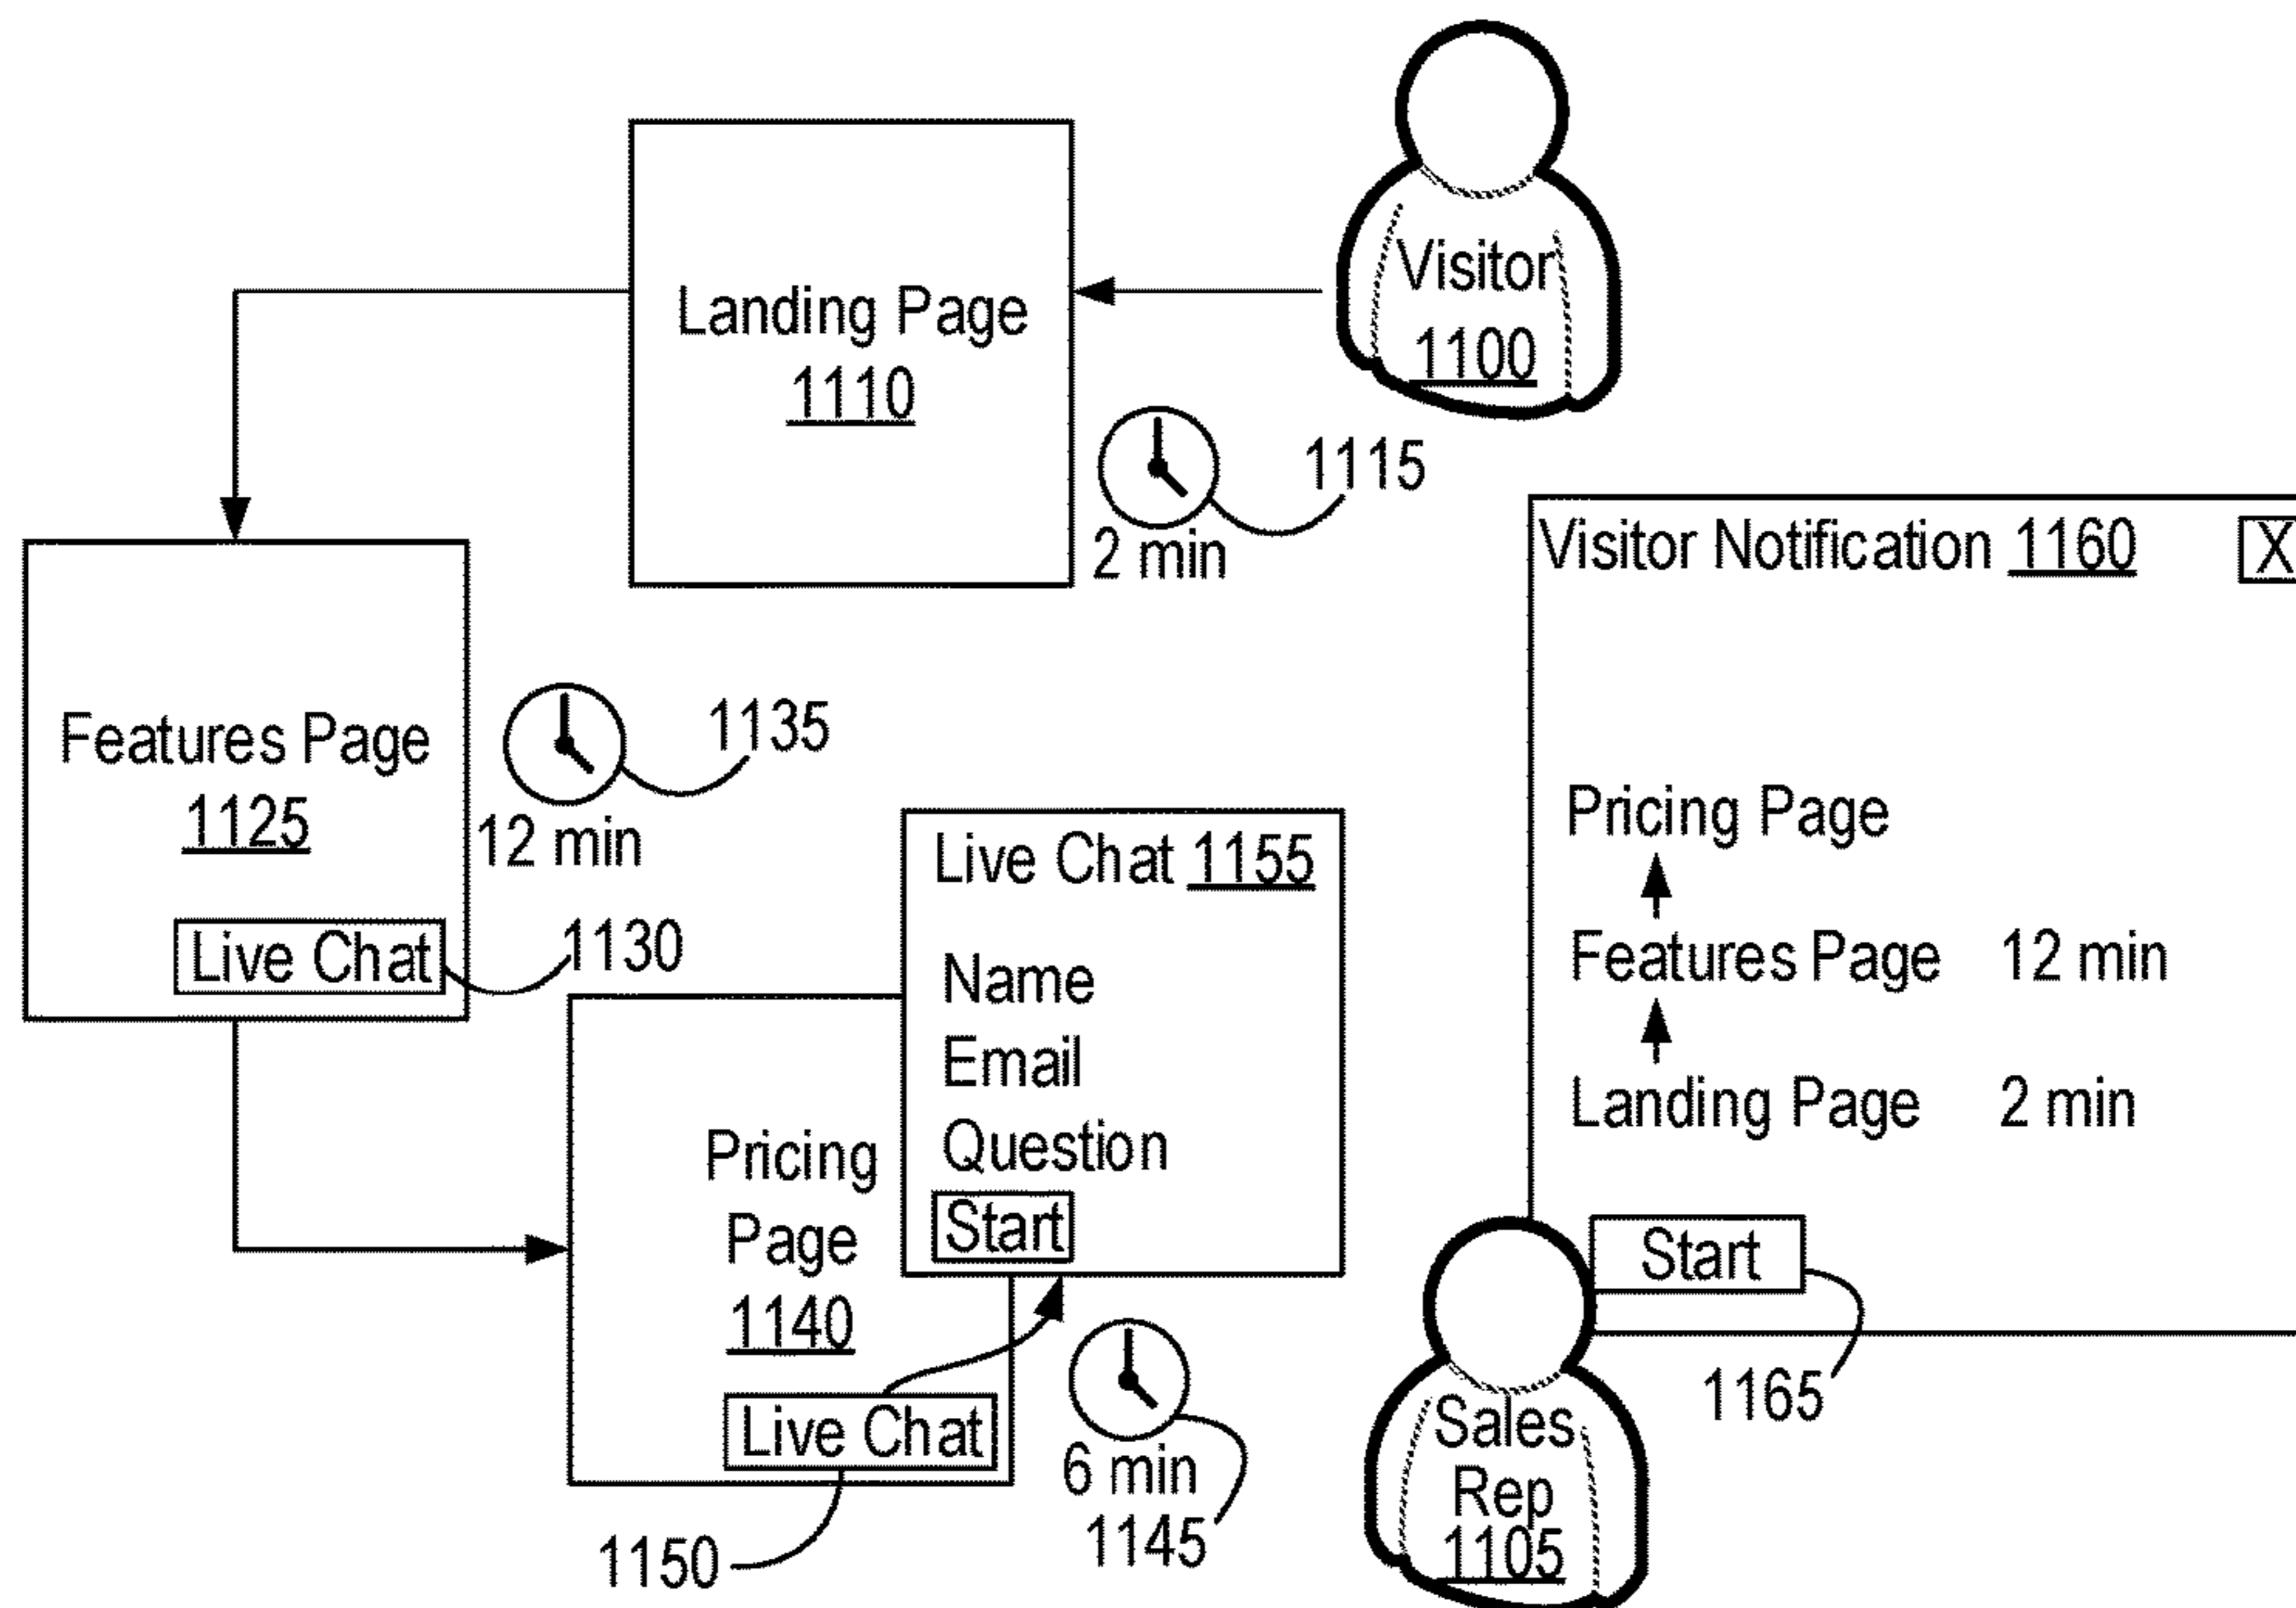 Visitor
1100
Landing Page
1110
1115
2 min
Features Page
1125
Live Chat
1130
1135
12 min
Pricing
Page
1140
Live Chat
1150
Live Chat 1155
Name
Email
Question
Start
6 min
1145
Visitor Notification 1160 X
Pricing Page
Features Page 12 min
Landing Page 2 min
Start
1165
Sales
Rep
1105